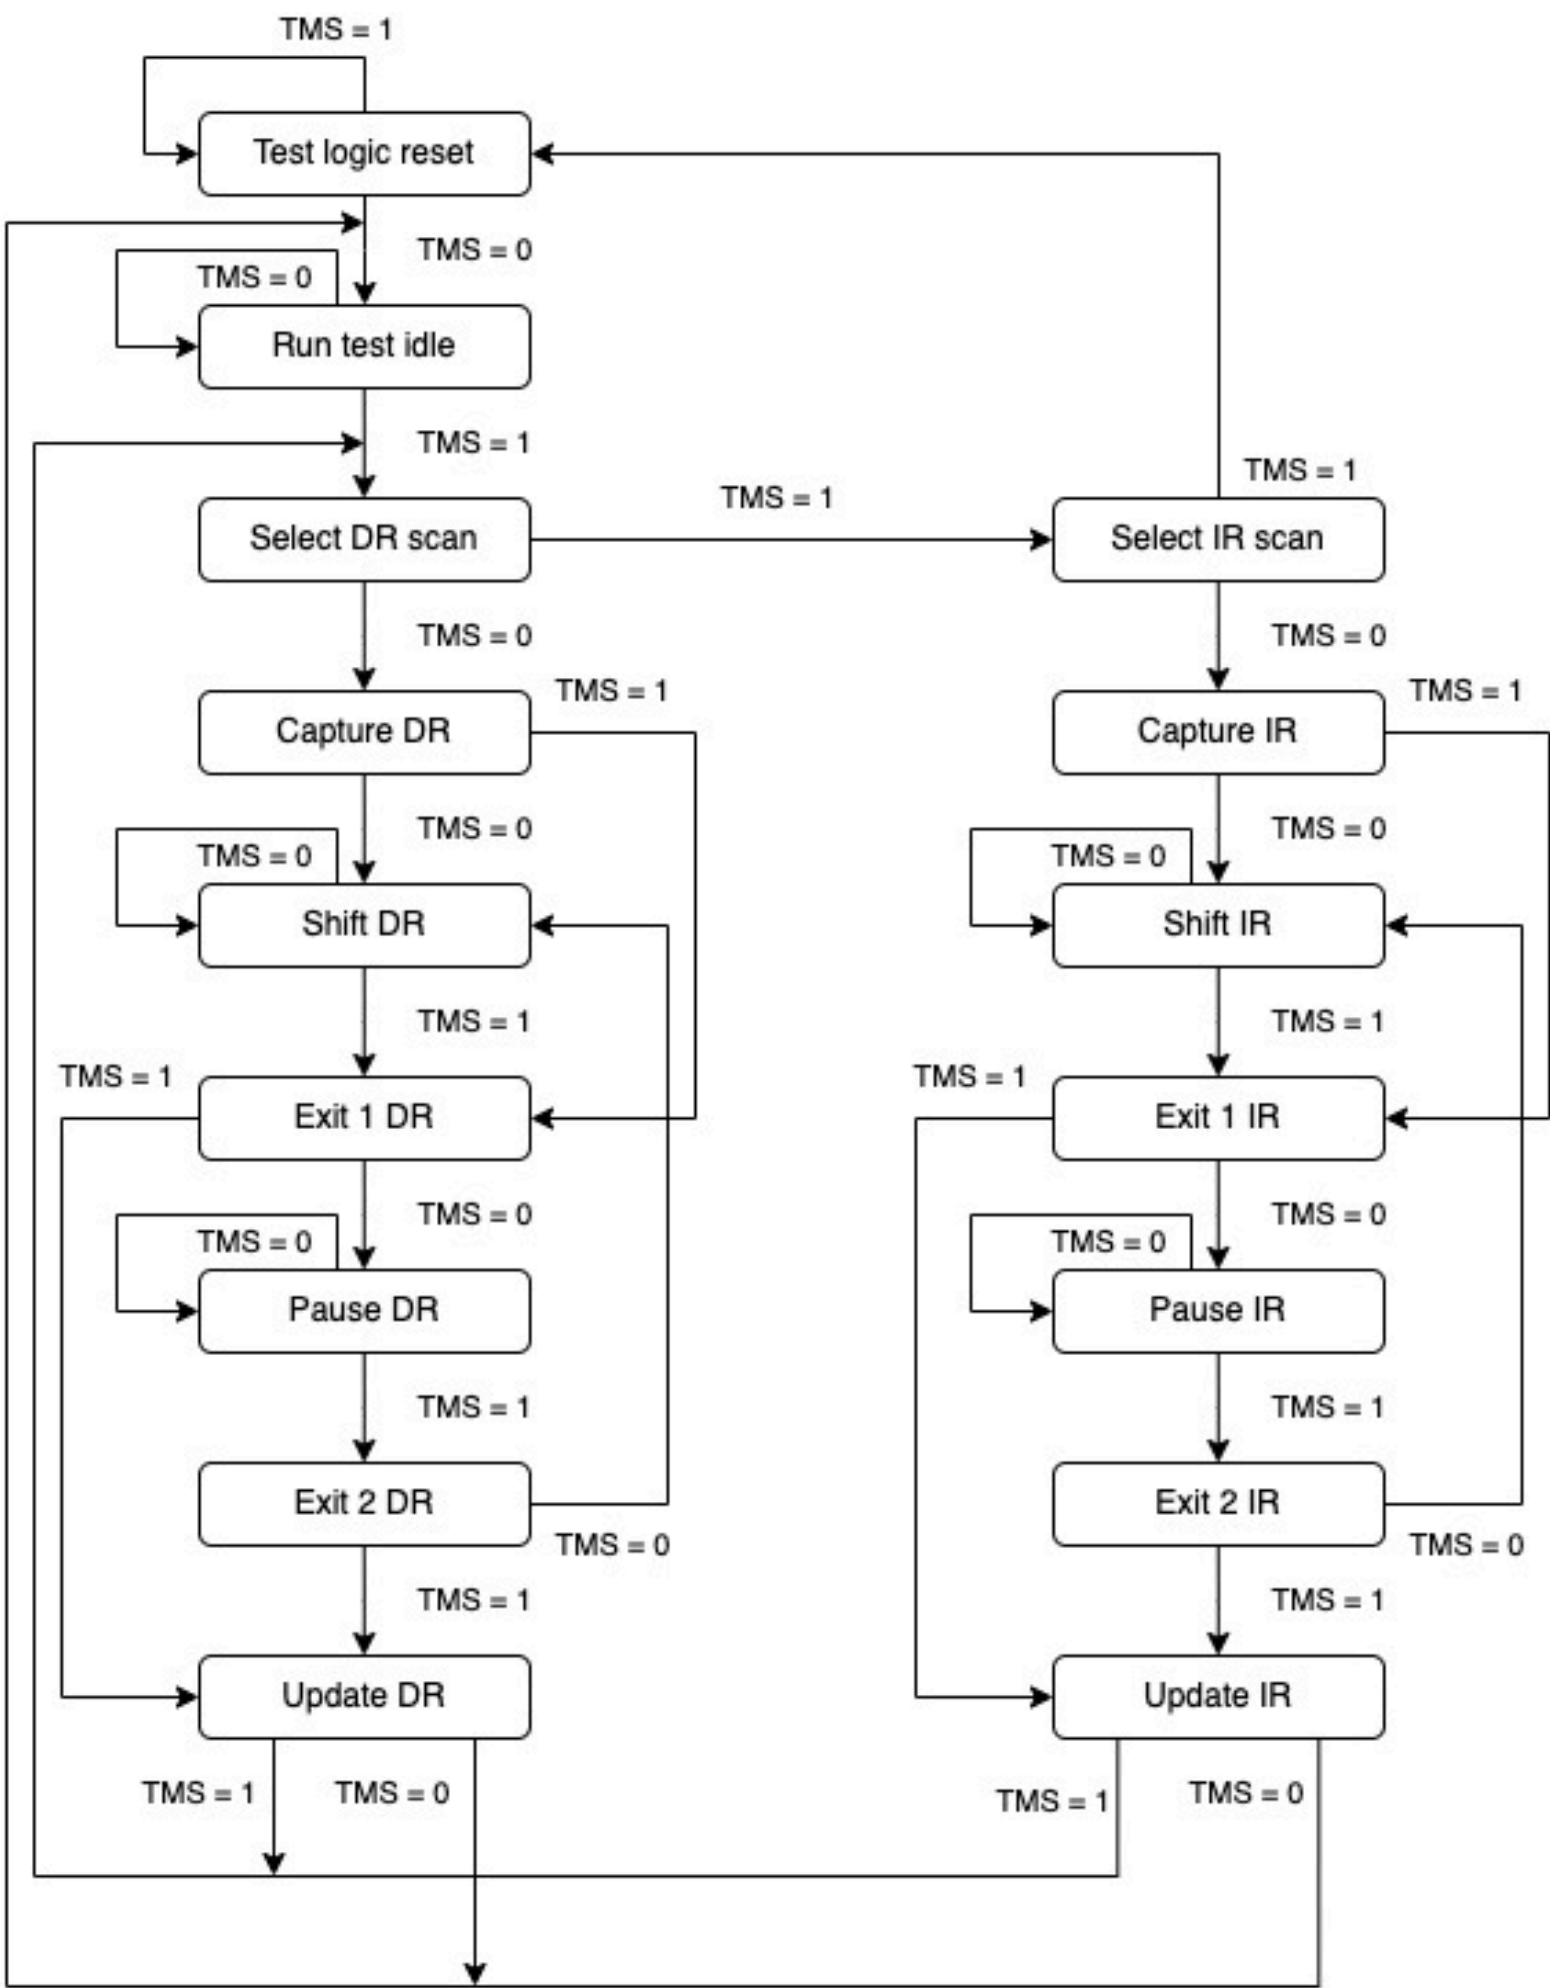 TMS = 1
Test logic reset
TMS = 0
TMS = 0
Run test idle
TMS = 1
TMS = 1
TMS = 1
Select DR scan
Select IR scan
TMS = 0
TMS = 0
TMS = 1
TMS = 1
Capture DR
Capture IR
TMS = 0
TMS = 0
TMS = 0
TMS = 0
Shift DR
Shift IR
TMS = 1
TMS = 1
TMS = 1
TMS = 1
Exit 1 DR
Exit 1 IR
TMS = 0
TMS = 0
TMS = 0
TMS = 0
Pause DR
Pause IR
TMS = 1
TMS = 1
Exit 2 DR
Exit 2 IR
TMS = 0
TMS = 0
TMS = 1
TMS = 1
Update DR
Update IR
TMS = 1
TMS = 0
TMS = 1
TMS = 0